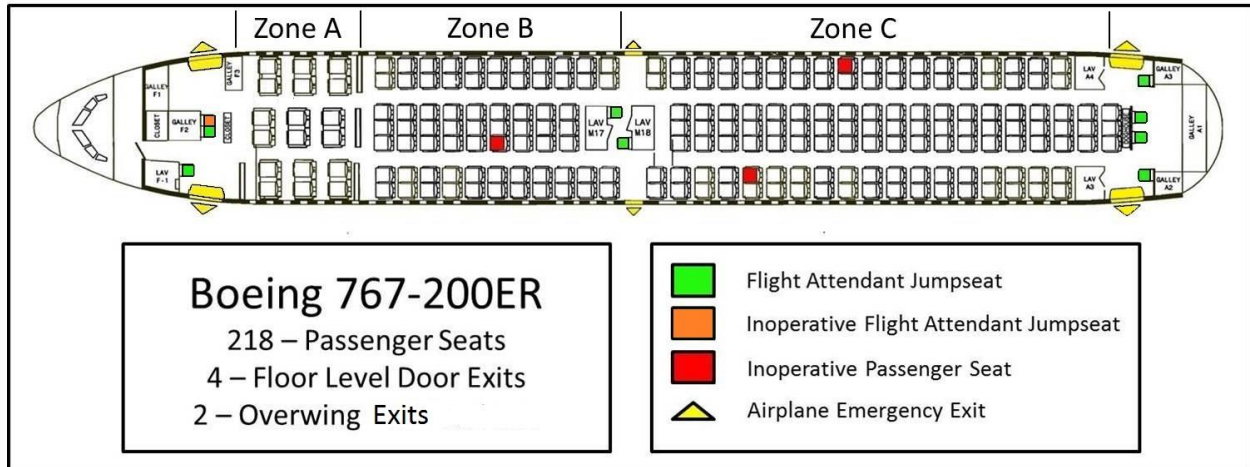 Zone A
Zone B
Zone C
GALLEY F1
CLOSET
GALLEY F2
LAV F-1
GALLEY F3
CLOSET
LAV M17
LAV M18
LAV A4
LAV A3
GALLEY A3
GALLEY A1
GALLEY A2
Boeing 767-200ER
218 – Passenger Seats
4 – Floor Level Door Exits
2 – Overwing Exits
Flight Attendant Jumpseat
Inoperative Flight Attendant Jumpseat
Inoperative Passenger Seat
Airplane Emergency Exit